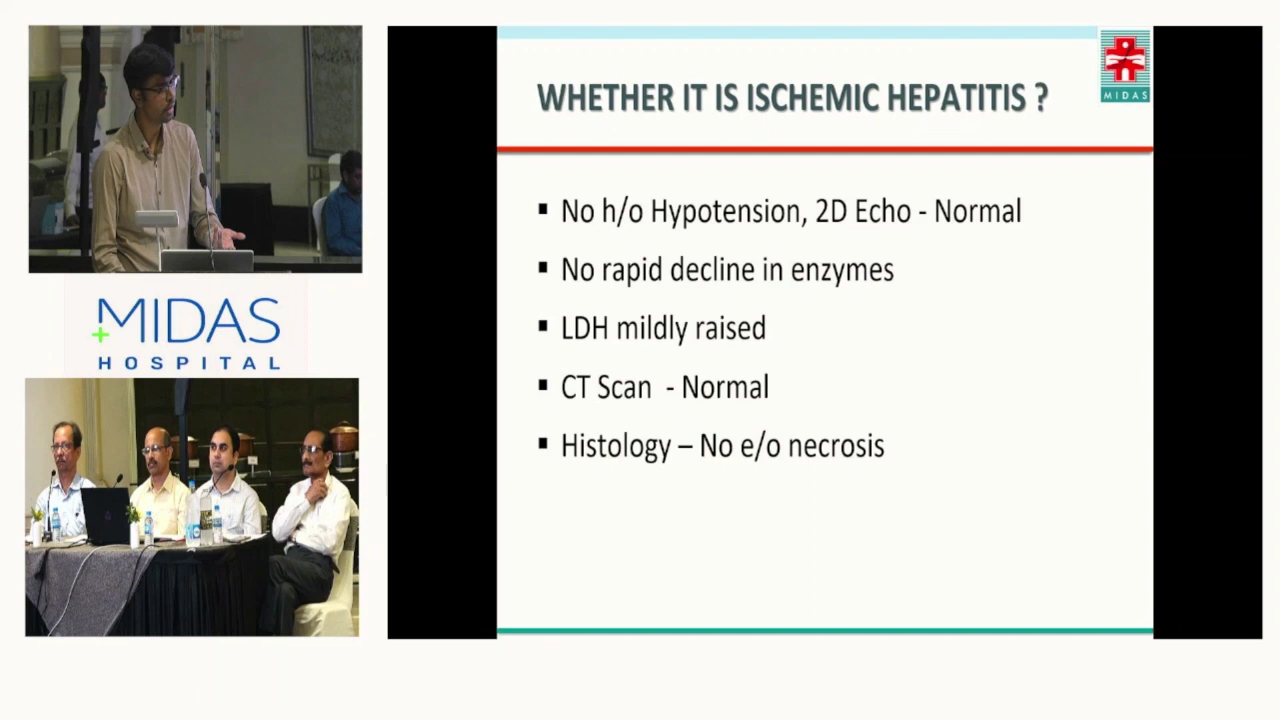 MIDAS
HOSPITAL
MIDAS
WHETHER IT IS ISCHEMIC HEPATITIS ?
▪ No h/o Hypotension, 2D Echo - Normal
▪ No rapid decline in enzymes
▪ LDH mildly raised
▪ CT Scan - Normal
▪ Histology – No e/o necrosis